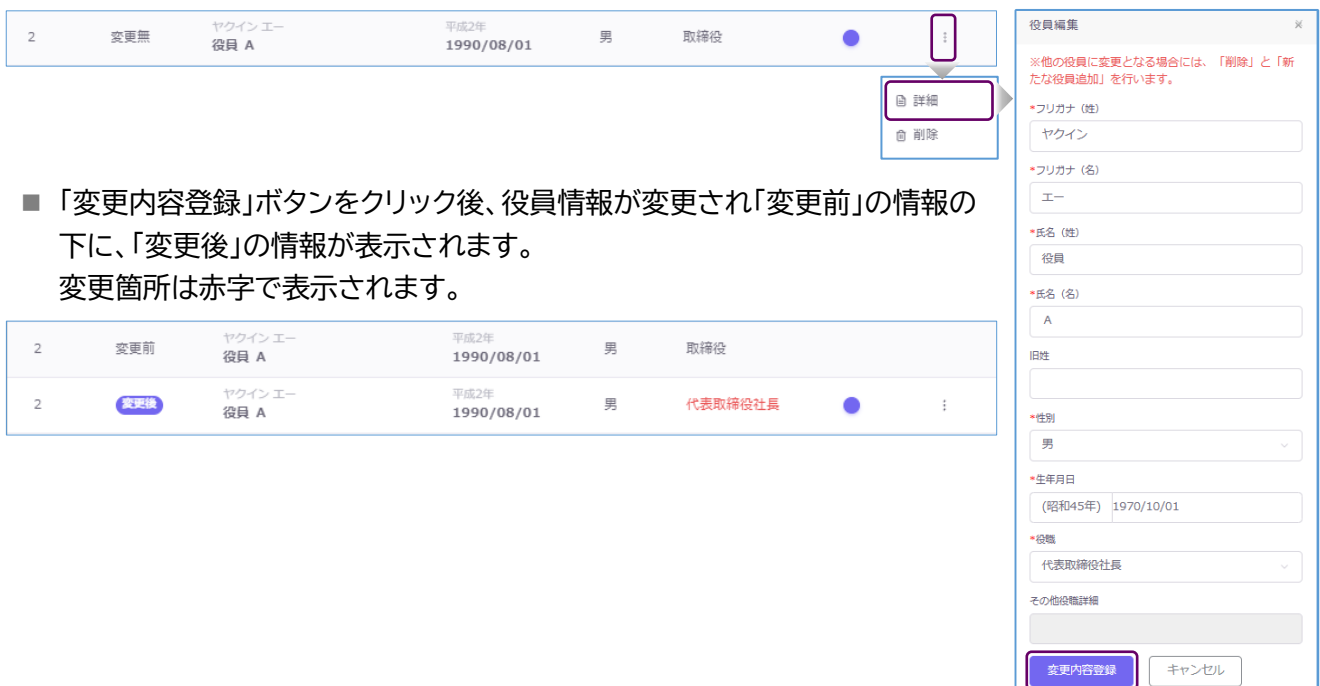 2 変更無 ヤクイン エー 平成2年 男 取締役
役員 A 1990/08/01
詳細
削除
■ 「変更内容登録」ボタンをクリック後、役員情報が変更され「変更前」の情報の
下に、「変更後」の情報が表示されます。
変更箇所は赤字で表示されます。
2 変更前 ヤクイン エー 平成2年 男 取締役
役員 A 1990/08/01
2 変更後 ヤクイン エー 平成2年 男 代表取締役社長
役員 A 1990/08/01
役員編集
※他の役員に変更となる場合には、「削除」と「新
たな役員追加」を行います。
*フリガナ（姓）
ヤクイン
*フリガナ（名）
エー
*氏名（姓）
役員
*氏名（名）
A
旧姓
*性別
男
*生年月日
(昭和45年) 1970/10/01
*役職
代表取締役社長
その他役職詳細
変更内容登録 キャンセル